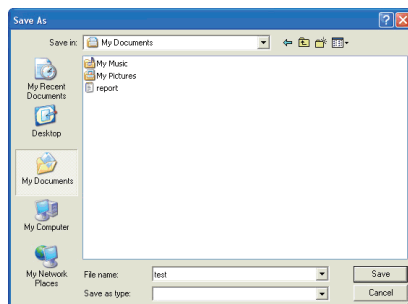 Save As
Save in:
My Documents
My Music
My Pictures
report
My Recent
Documents
Desktop
My Documents
My Computer
My Network
Places
File name:
test
Save
Save as type:
Cancel